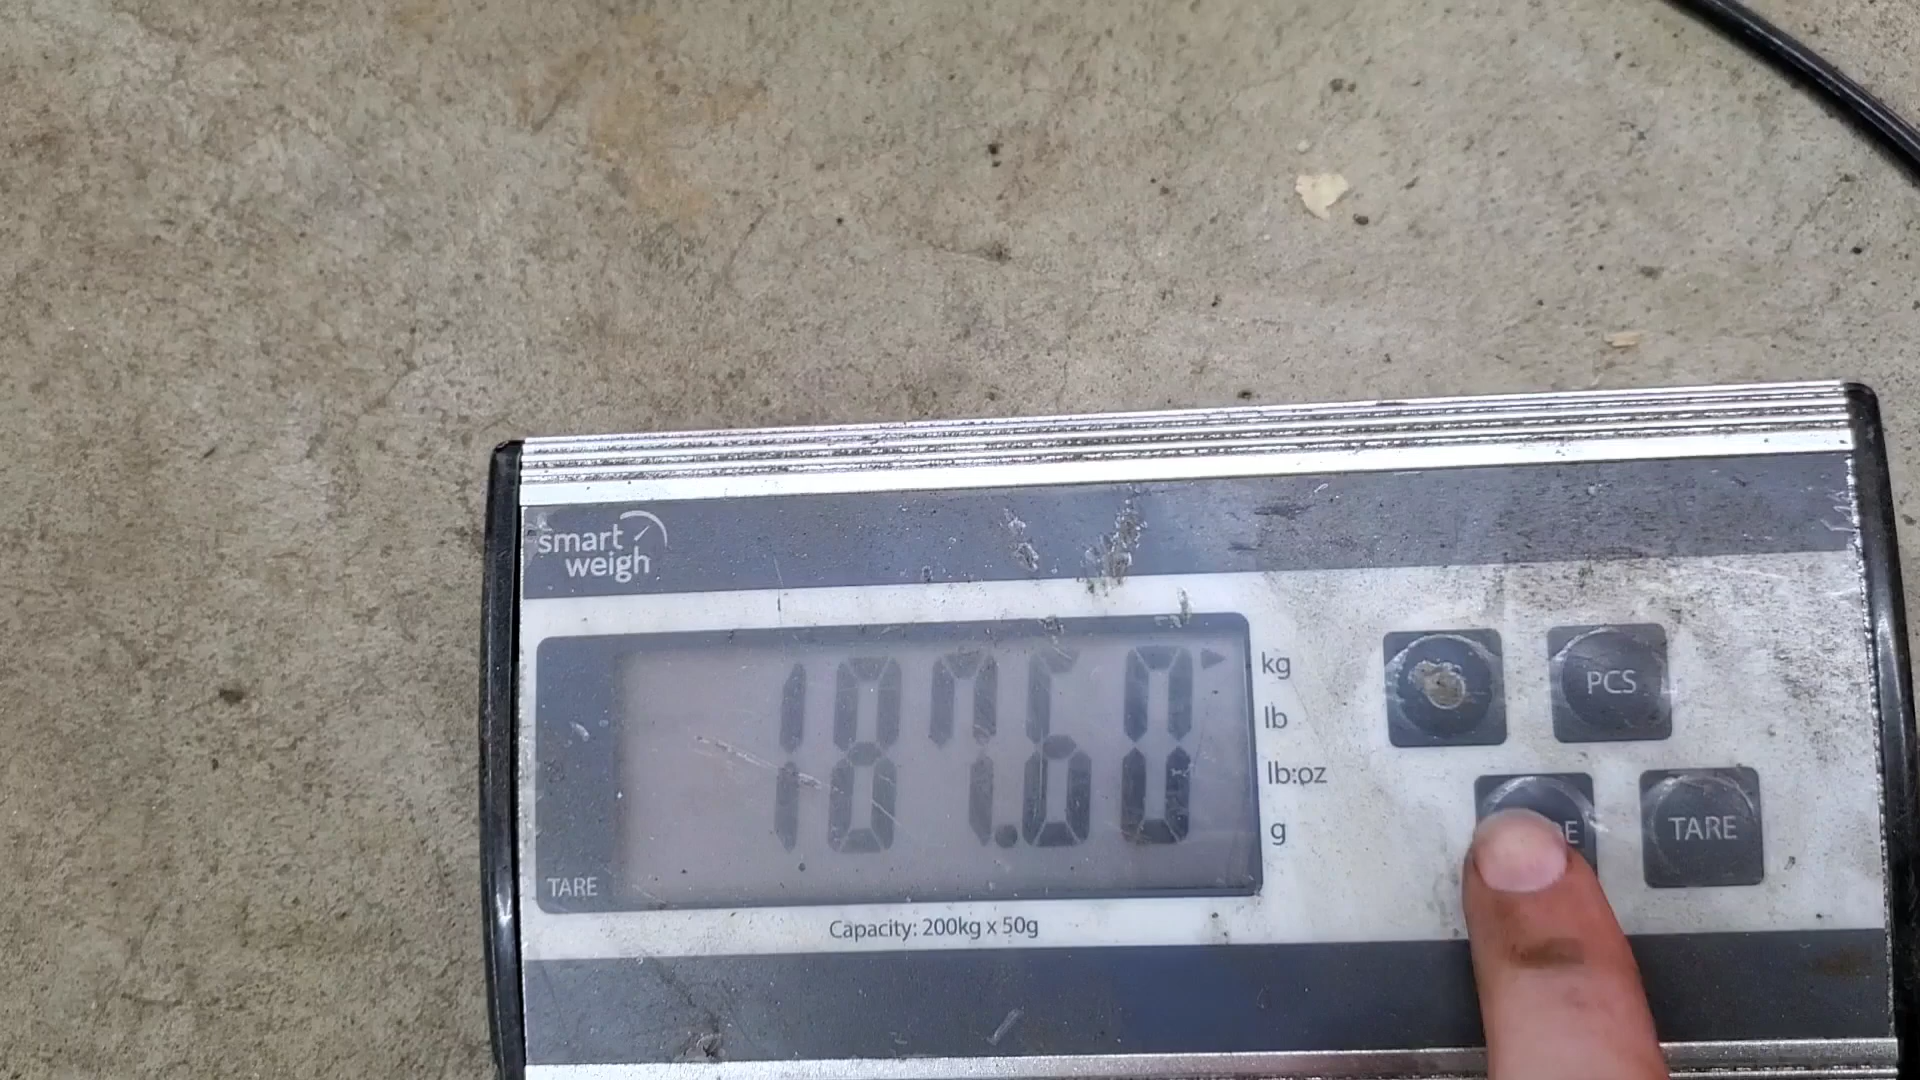 smart
weigh
187.60
kg
lb
lb:oz
g
PCS
TARE
TARE
Capacity: 200kg x 50g